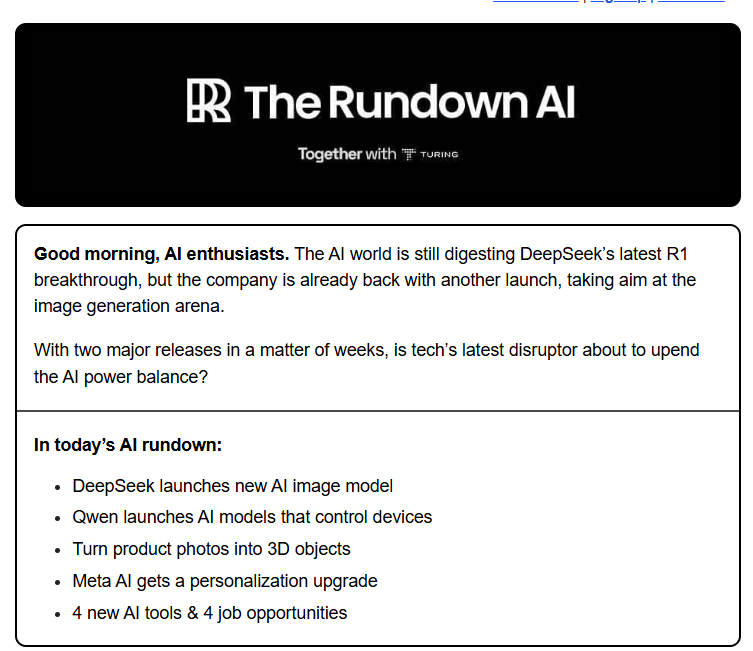 The Rundown AI
Together with TURING
Good morning, AI enthusiasts. The AI world is still digesting DeepSeek’s latest R1
breakthrough, but the company is already back with another launch, taking aim at the
image generation arena.
With two major releases in a matter of weeks, is tech’s latest disruptor about to upend
the AI power balance?
In today’s AI rundown:
• DeepSeek launches new AI image model
• Qwen launches AI models that control devices
• Turn product photos into 3D objects
• Meta AI gets a personalization upgrade
• 4 new AI tools & 4 job opportunities